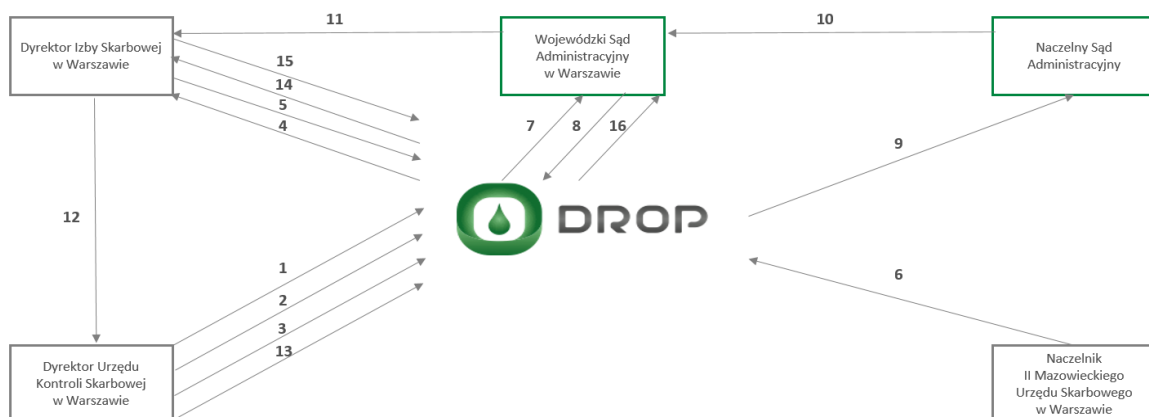 11
10
Dyrektor Izby Skarbowej
w Warszawie
Wojewódzki Sąd
Administracyjny
w Warszawie
Naczelny Sąd
Administracyjny
15
14
5
4
7
8
16
9
12
DROP
1
2
3
13
6
Dyrektor Urzędu
Kontroli Skarbowej
w Warszawie
Naczelnik
II Mazowieckiego
Urzędu Skarbowego
w Warszawie